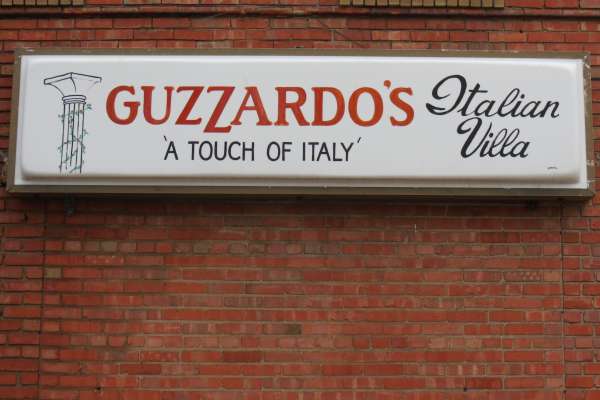 GUZZARDO'S Italian Villa
'A TOUCH OF ITALY'